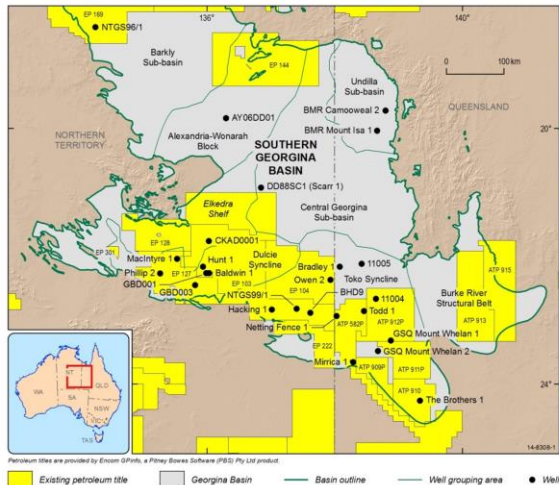 136°
140°
EP 169
NTGS96/1
Barkly
Sub-basin
EP 144
0
100 km
Undilla
Sub-basin
BMR Camooweal 2
QUEENSLAND
AY06DD01
BMR Mount Isa 1
20°
NORTHERN
TERRITORY
Alexandria-Wonarah
Block
SOUTHERN
GEORGINA
BASIN
DD88SC1 (Scarr 1)
Elkedra
Shelf
Central Georgina
Sub-basin
CKAD0001
EP 128
EP 301
Dulcie
Syncline
MacIntyre 1
Hunt 1
Bradley 1
11005
Phillip 2
EP 127
Baldwin 1
EP 103
Owen 2
Toko Syncline
ATP 915
GBD001
GBD003
NTGS99/1
EP 104
BHD9
11004
Burke River
Structural Belt
Hacking 1
Todd 1
Netting Fence 1
ATP 582P
ATP 912P
ATP 913
GSQ Mount Whelan 1
EP 222
GSQ Mount Whelan 2
Mirrica 1
ATP 909P
ATP 911P
24°
ATP 910
The Brothers 1
WA
NT
QLD
SA
NSW
VIC
TAS
14-6308-1
Petroleum titles are provided by Encom GPinfo, a Pitney Bowes Software (PBS) Pty Ltd product.
Existing petroleum title
Georgina Basin
Basin outline
Well grouping area
Well